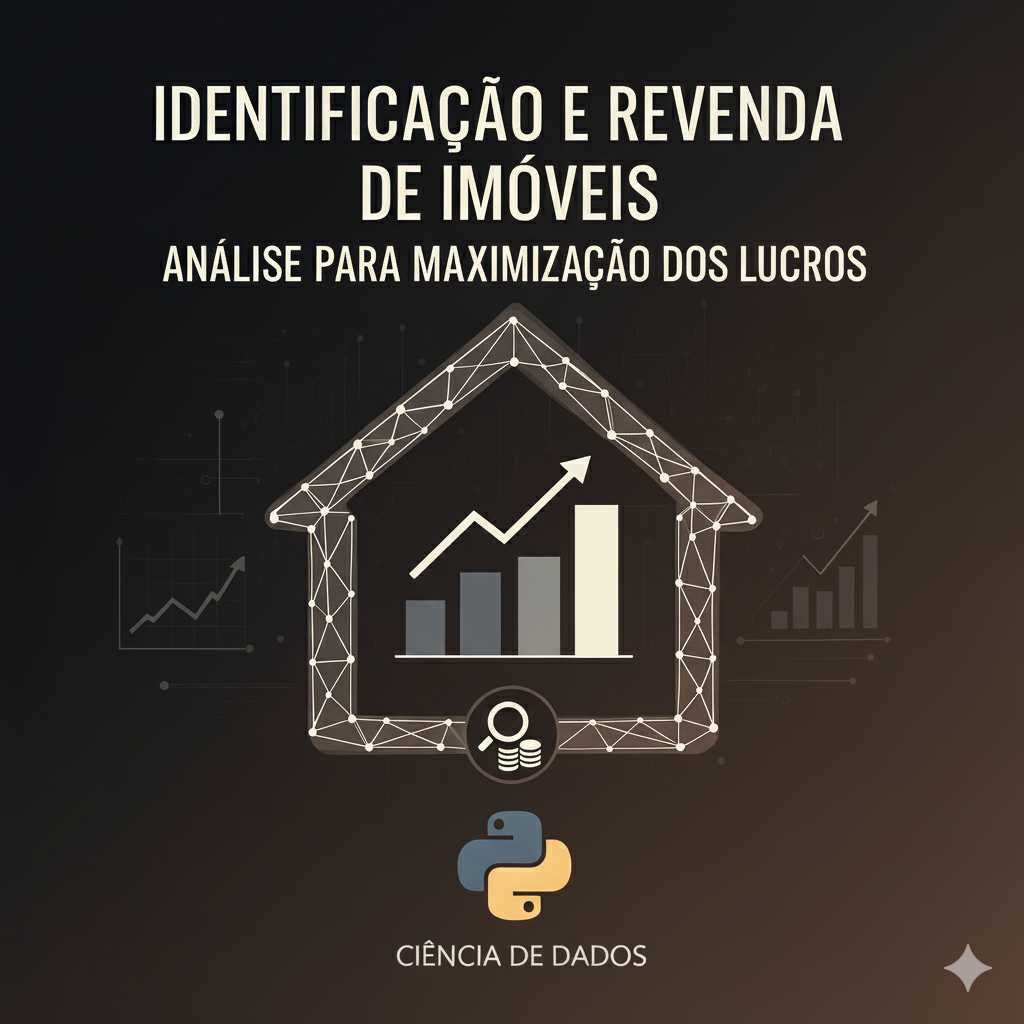 IDENTIFICAÇÃO E REVENDA
DE IMÓVEIS
ANÁLISE PARA MAXIMIZAÇÃO DOS LUCROS
CIÊNCIA DE DADOS